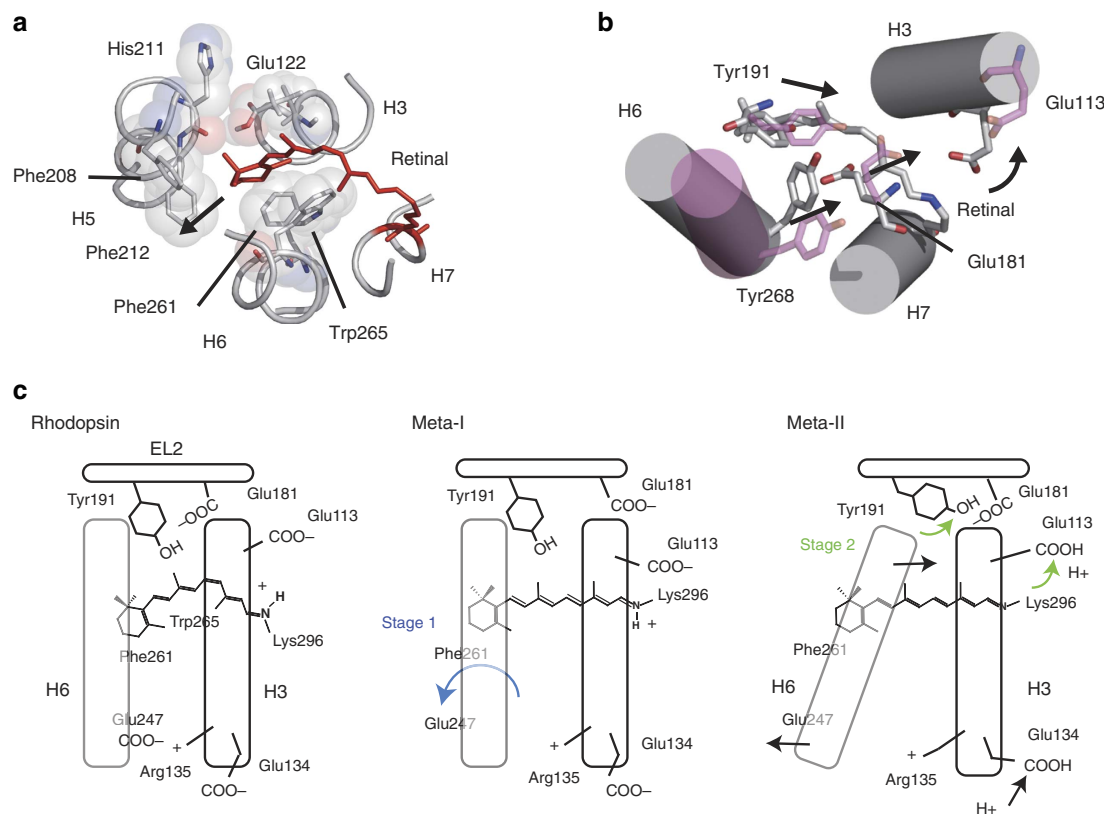 a
His211
Glu122
H3
Retinal
Phe208
H5
Phe212
H7
Phe261
H6
Trp265
b
H3
Tyr191
H6
Glu113
Retinal
Glu181
Tyr268
H7
c
Rhodopsin
EL2
Tyr191
Glu181
–OOC
Glu113
OH
COO–
+
H
N
Trp265
Lys296
Phe261
H6
H3
Glu247
COO–
+
Arg135
Glu134
COO–
Meta-I
Tyr191
Glu181
COO–
OH
Glu113
COO–
Lys296
N
H
+
Stage 1
Phe261
Glu247
+
Arg135
Glu134
COO–
Meta-II
Tyr191
OH
Glu181
–OOC
Glu113
Stage 2
COOH
H+
N
Lys296
Phe261
H6
H3
Glu247
+
Glu134
Arg135
COOH
H+